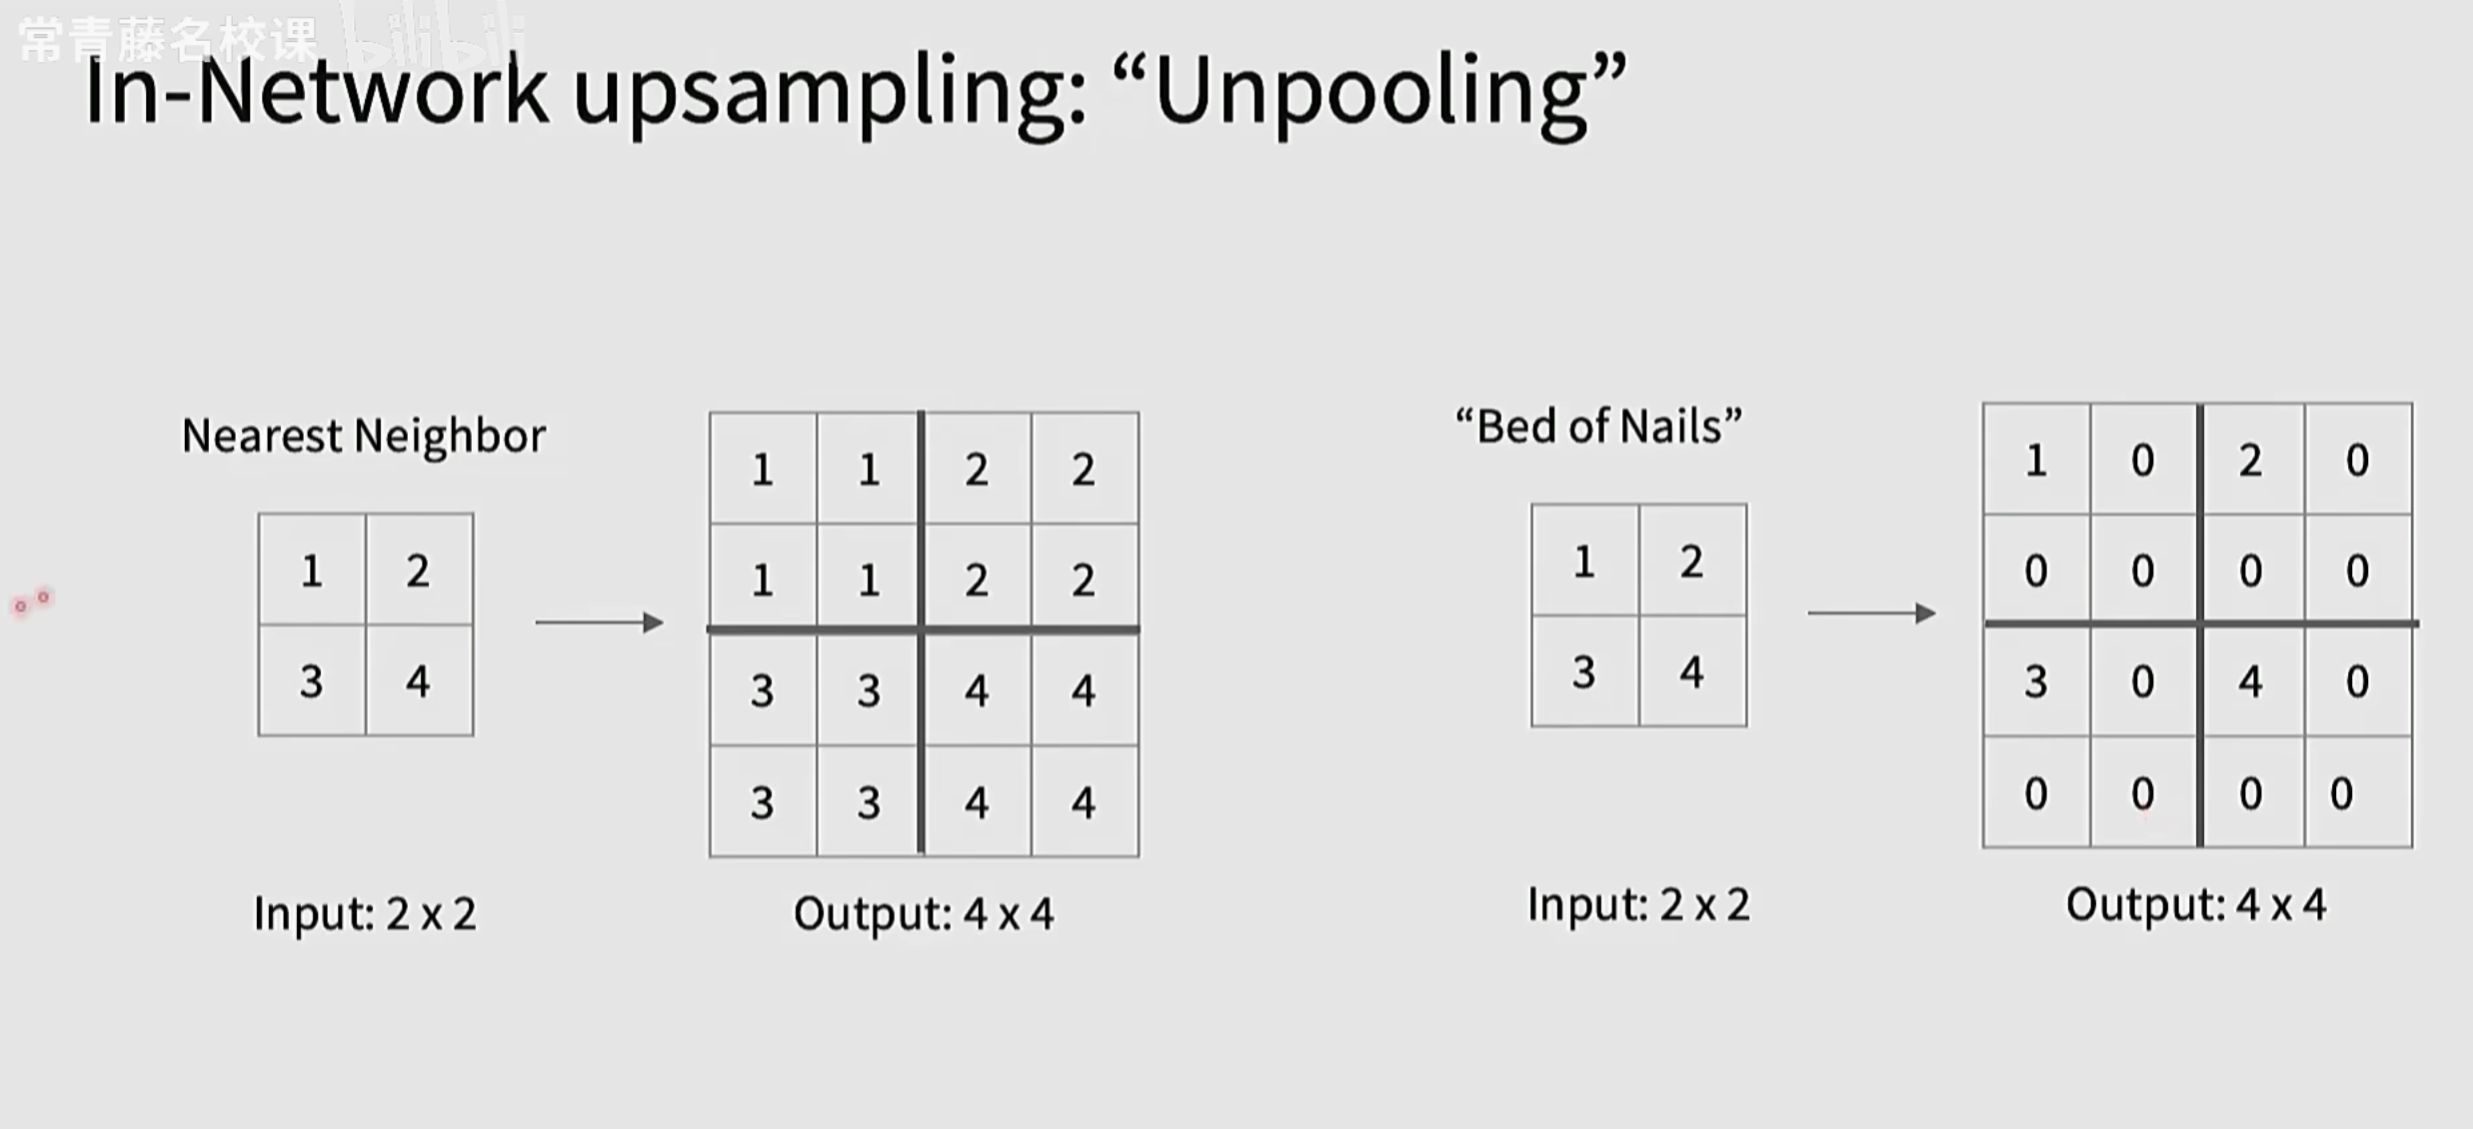 常青藤名校课 bilibili
In-Network upsampling: “Unpooling”
Nearest Neighbor
1 2
3 4
Input: 2 x 2
1 1 2 2
1 1 2 2
3 3 4 4
3 3 4 4
Output: 4 x 4
“Bed of Nails”
1 2
3 4
Input: 2 x 2
1 0 2 0
0 0 0 0
3 0 4 0
0 0 0 0
Output: 4 x 4